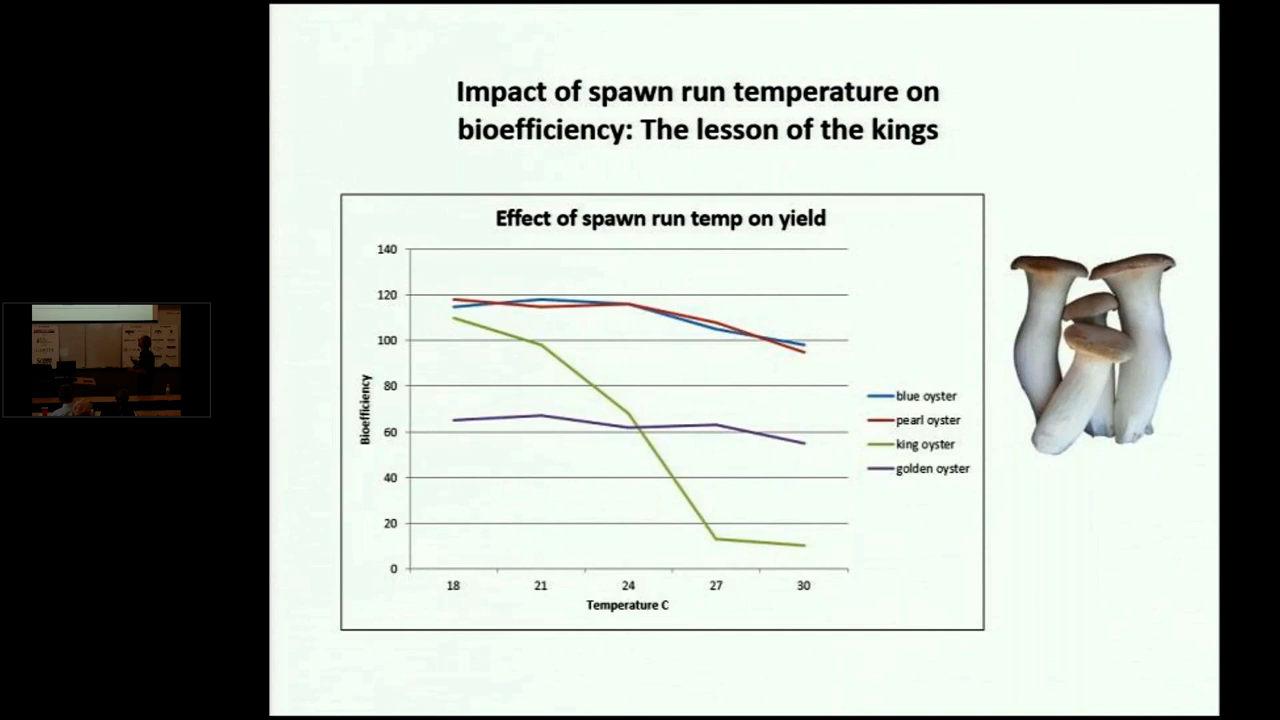 Impact of spawn run temperature on
bioefficiency: The lesson of the kings
Effect of spawn run temp on yield
140
120
100
80
60
40
20
0
Bioefficiency
18 21 24 27 30
Temperature C
blue oyster
pearl oyster
king oyster
golden oyster